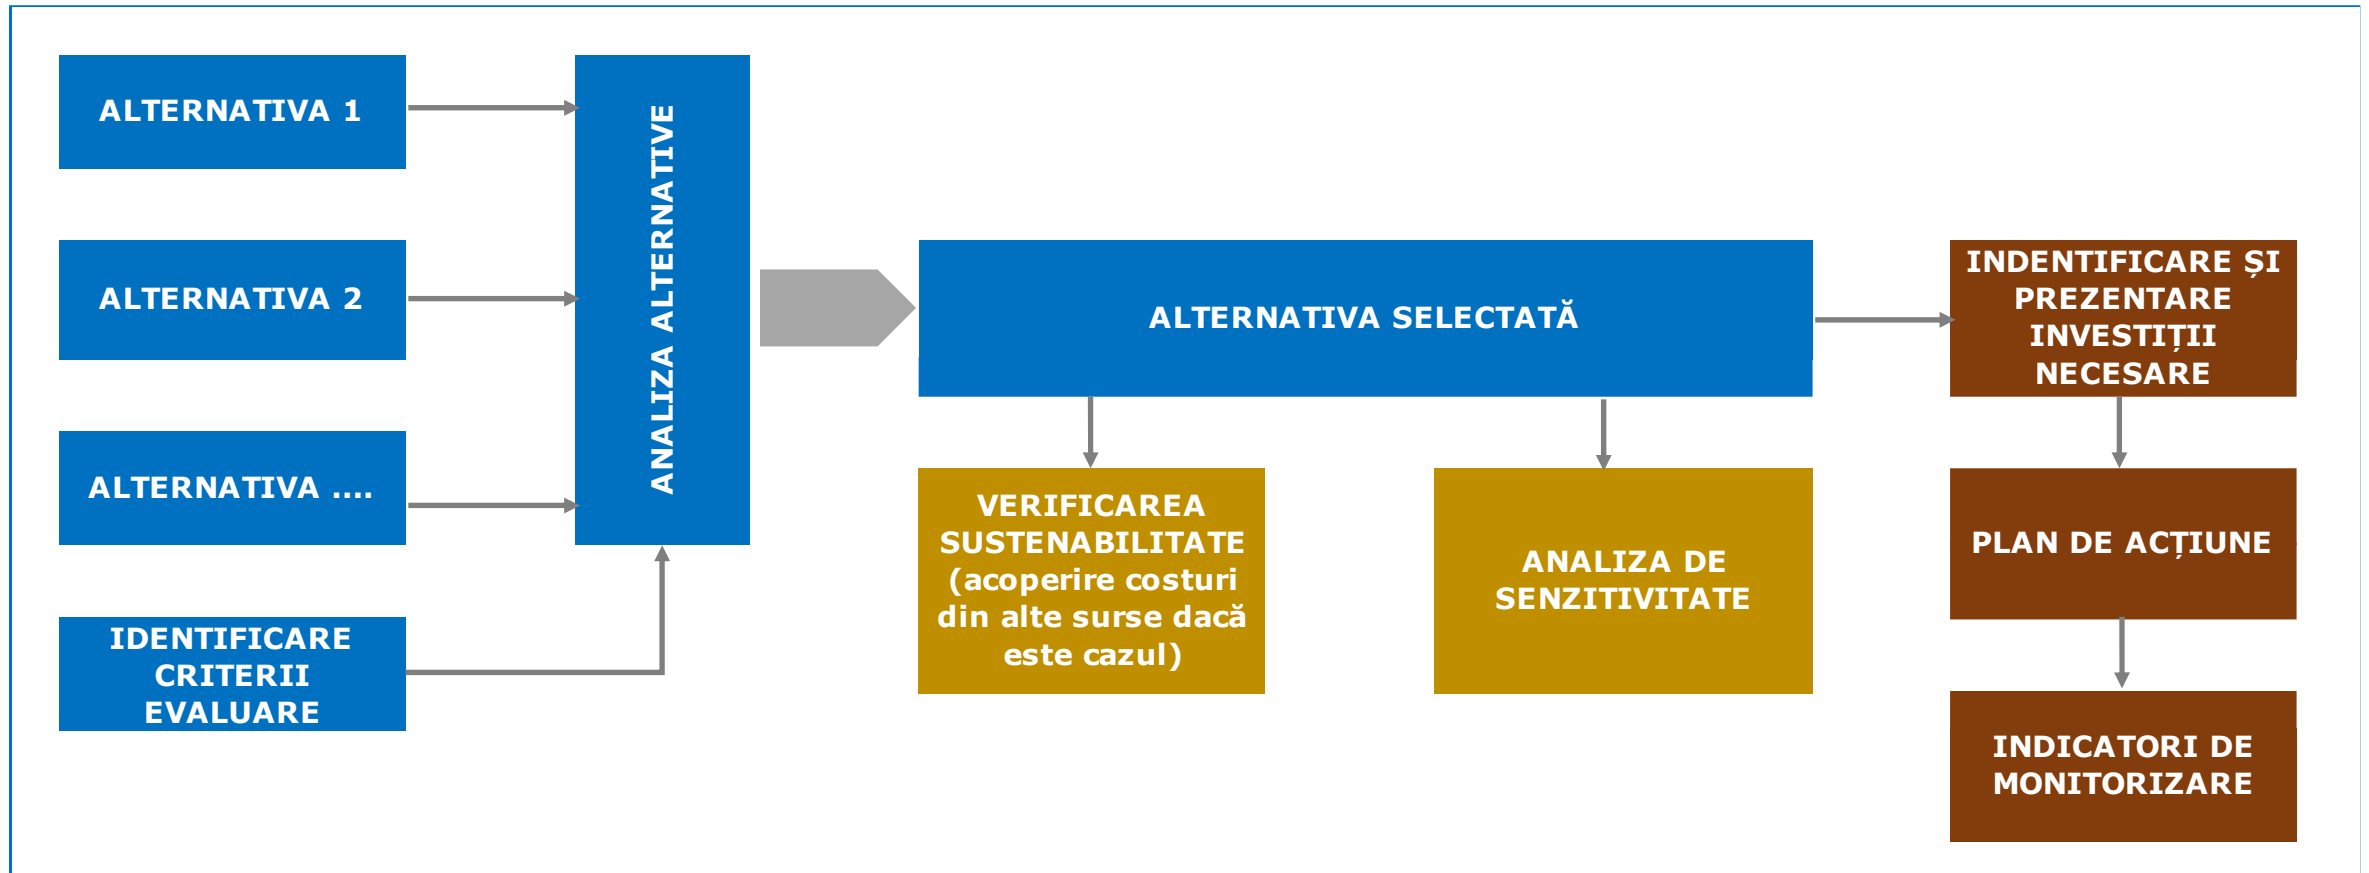 ALTERNATIVA 1
ALTERNATIVA 2
ALTERNATIVA ....
IDENTIFICARE
CRITERII
EVALUARE
ANALIZA ALTERNATIVE
ALTERNATIVA SELECTATĂ
VERIFICAREA
SUSTENABILITATE
(acoperire costuri
din alte surse dacă
este cazul)
ANALIZA DE
SENZITIVITATE
INDENTIFICARE ȘI
PREZENTARE
INVESTIȚII
NECESARE
PLAN DE ACȚIUNE
INDICATORI DE
MONITORIZARE